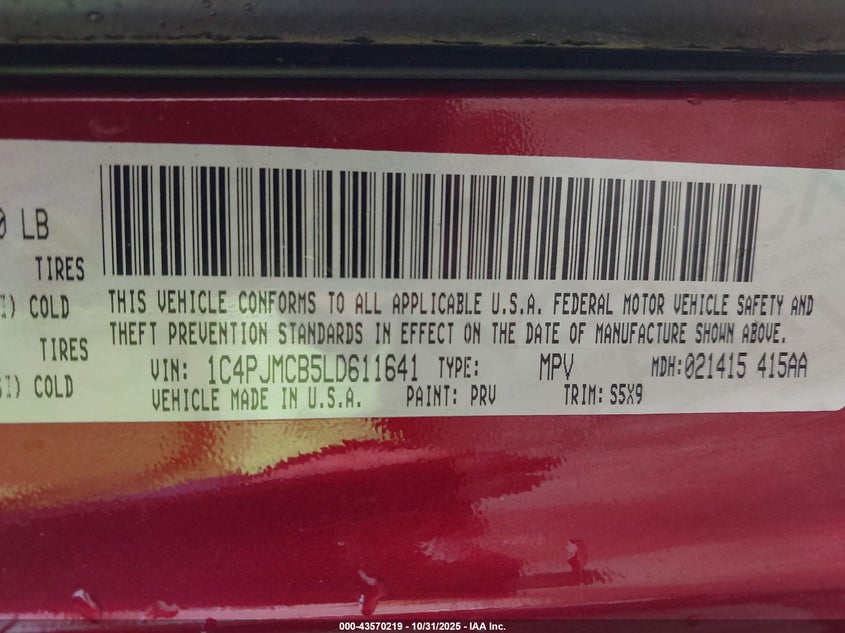 0 LB
TIRES
I) COLD
TIRES
SI) COLD
THIS VEHICLE CONFORMS TO ALL APPLICABLE U.S.A. FEDERAL MOTOR VEHICLE SAFETY AND
THEFT PREVENTION STANDARDS IN EFFECT ON THE DATE OF MANUFACTURE SHOWN ABOVE.
VIN: 1C4PJMCB5LD611641 TYPE: MPV MDH:021415 415AA
VEHICLE MADE IN U.S.A. PAINT: PRV TRIM: S5X9
000-43570219 - 10/31/2025 - IAA Inc.